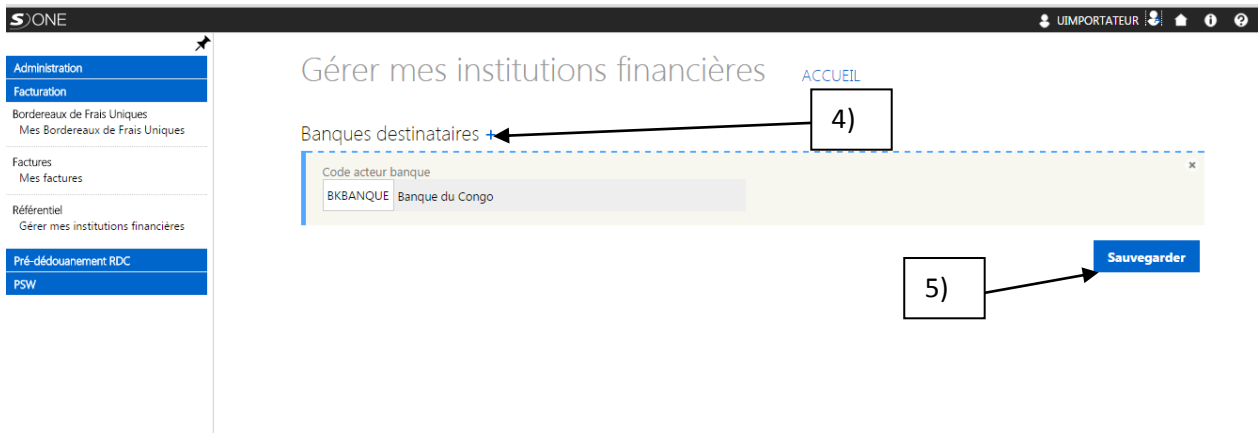 S)ONE
UIMPORTATEUR
Administration
Facturation
Bordereaux de Frais Uniques
Mes Bordereaux de Frais Uniques
Factures
Mes factures
Référentiel
Gérer mes institutions financières
Pré-dédouanement RDC
PSW
Gérer mes institutions financières ACCUEIL
4)
Banques destinataires +
Code acteur banque
BKBANQUE Banque du Congo
Sauvegarder
5)